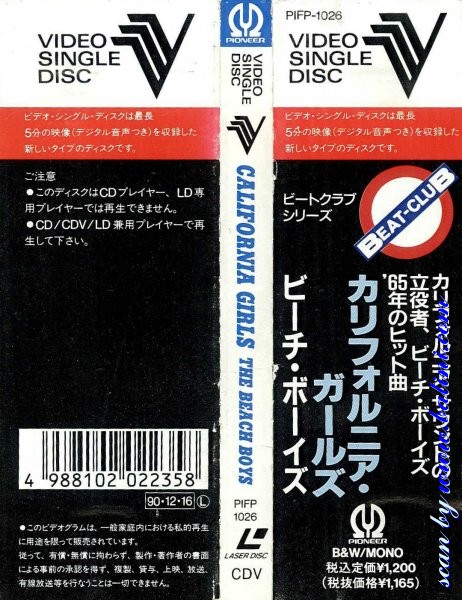 VIDEO
SINGLE
DISC
ビデオ・シングル・ディスクは最長
5分の映像(デジタル音声つき)を収録した
新しいタイプのディスクです。
ご注意
●このディスクはCDプレイヤー、LD専
用プレイヤーでは再生できません。
●CD/CDV/LD兼用プレイヤーで再
生して下さい。
4 988102 022358
90・12・16 Ⓛ
●このビデオグラムは、一般家庭内における私的再生
に用途を限って販売されています。
従って、有償・無償に拘わらず、製作・著作者の書面
による事前の承認を得ず、複製、貸与、上映、放送、
有線放送等を行なうことは一切できません。
PIONEER
VIDEO
SINGLE
DISC
CALIFORNIA GIRLS THE BEACH BOYS
PIFP
1026
LASER DISC
CDV
PIFP-1026
VIDEO
SINGLE
DISC
ビデオ・シングル・ディスクは最長
5分の映像(デジタル音声つき)を収録した
新しいタイプのディスクです。
ビートクラブ
シリーズ
BEAT-CLUB
立役者、ビーチ・ボーイズ
'65年のヒット曲
カリフォルニア・
ガールズ
ビーチ・ボーイズ
PIONEER
B&W/MONO
税込定価¥1,200
(税抜価格¥1,165)